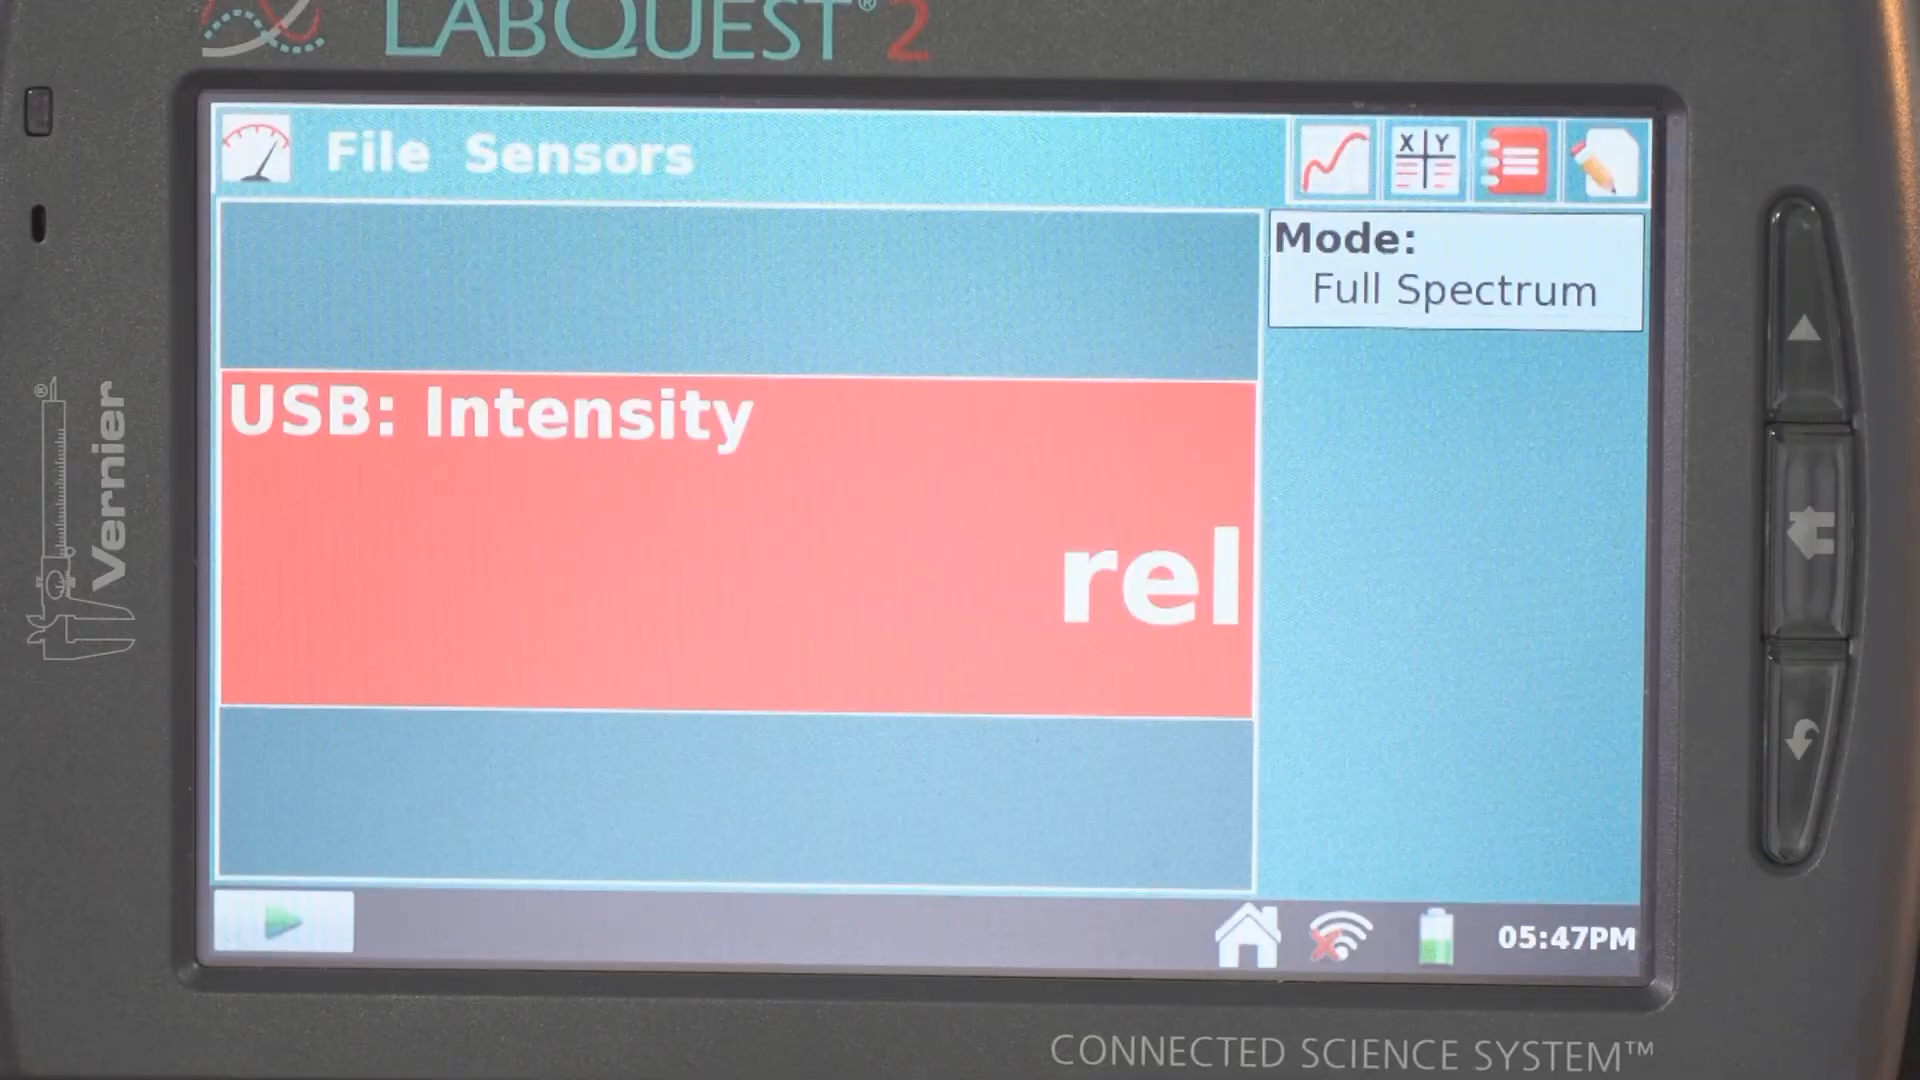 LABQUEST® 2
File Sensors
X Y
Mode:
Full Spectrum
USB: Intensity
rel
05:47PM
Vernier®
CONNECTED SCIENCE SYSTEM™